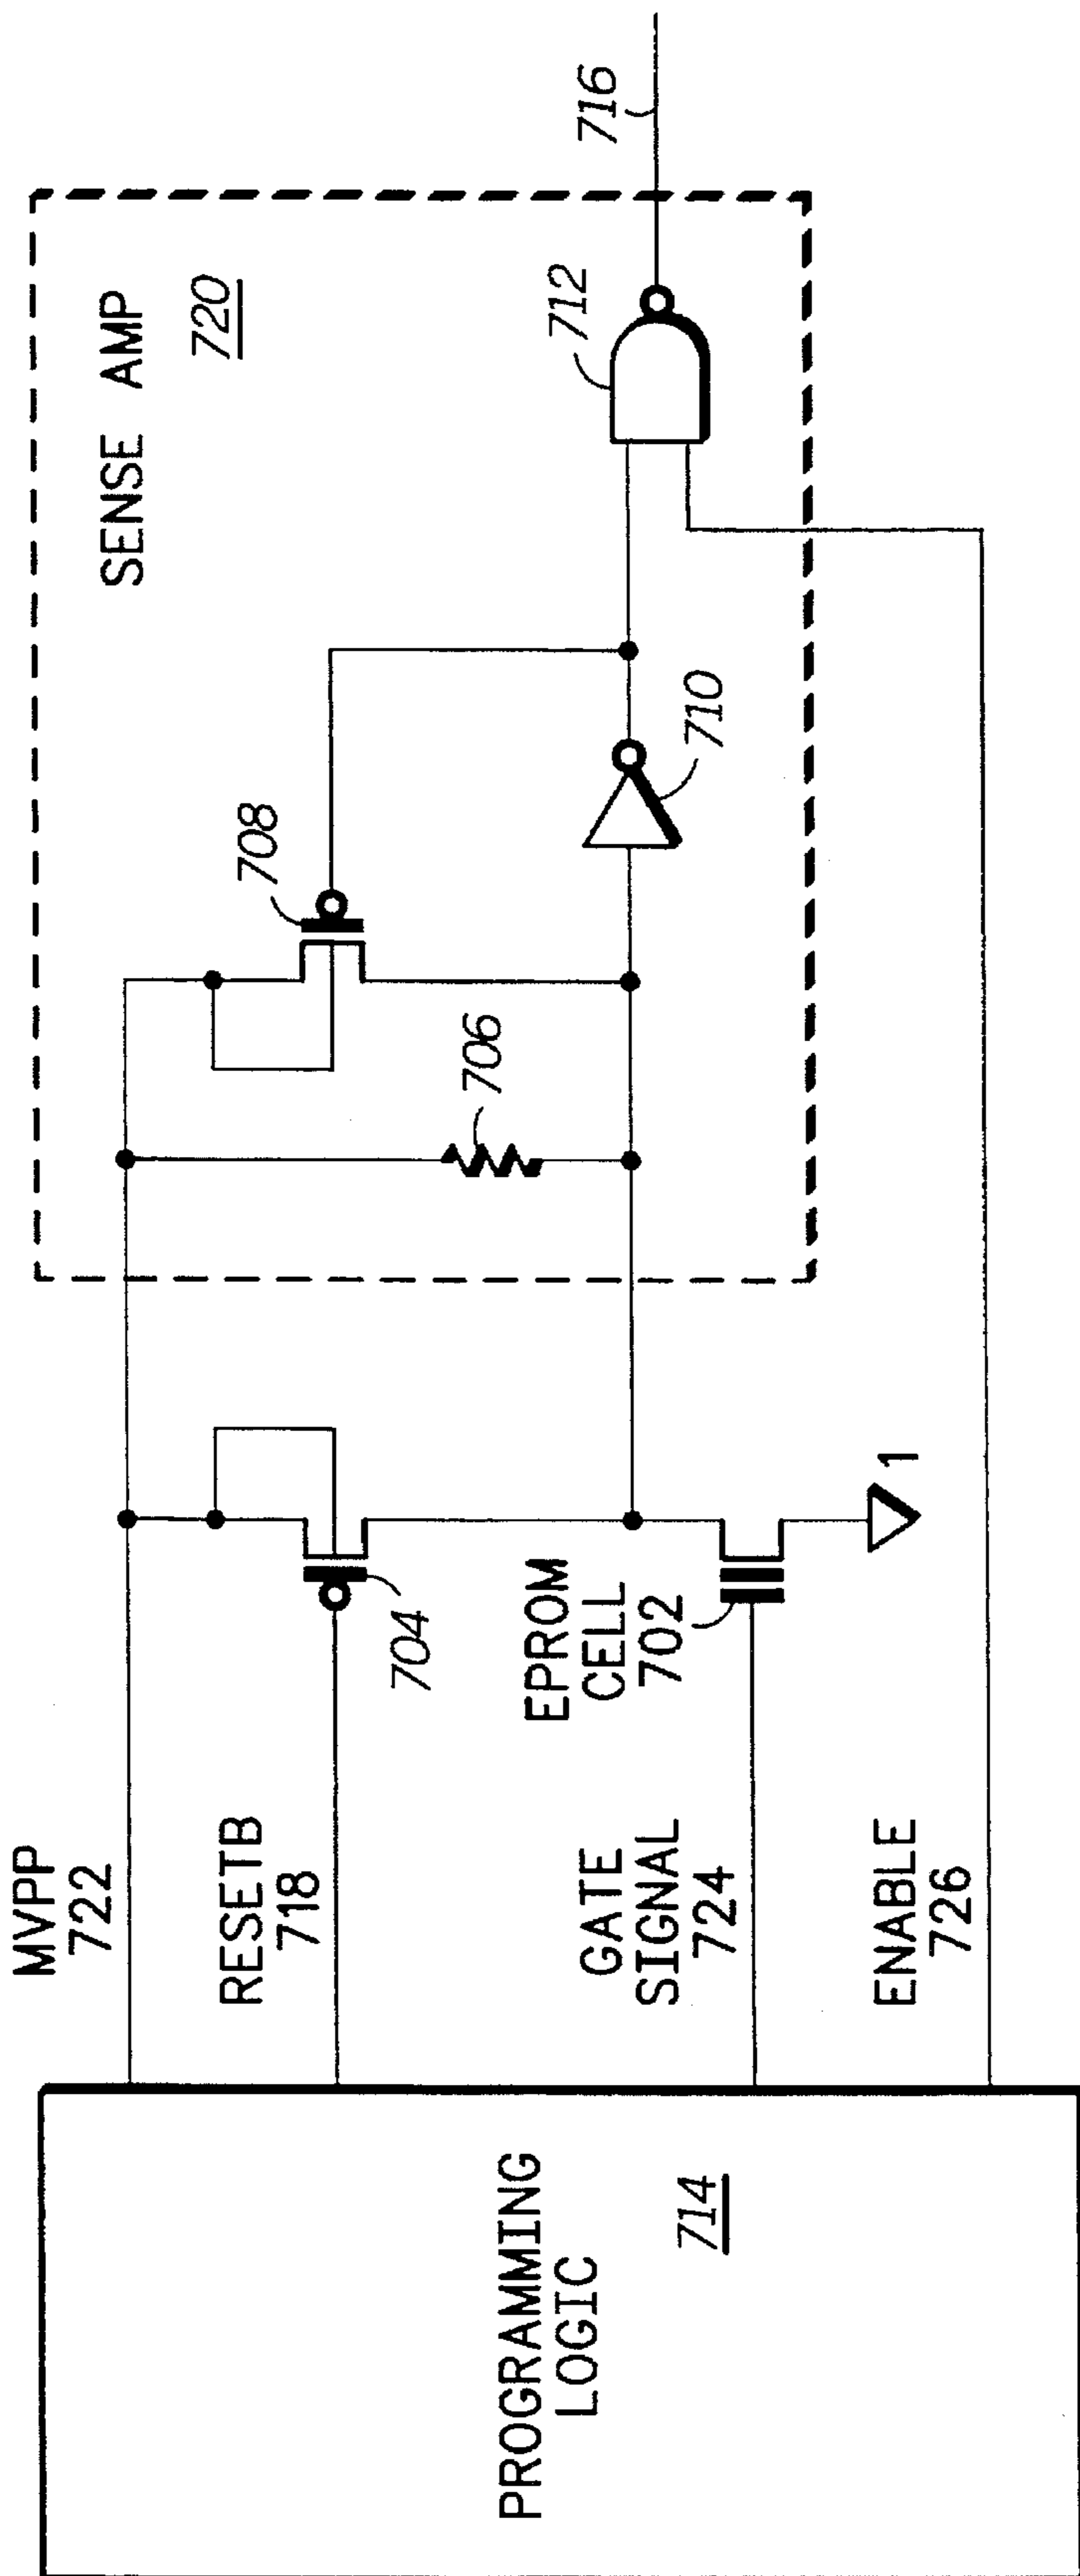 MVPP
722
RESETB
718
GATE
SIGNAL
724
ENABLE
726
PROGRAMMING
LOGIC
714
704
EPROM
CELL
702
1
SENSE AMP
720
706
708
710
712
716